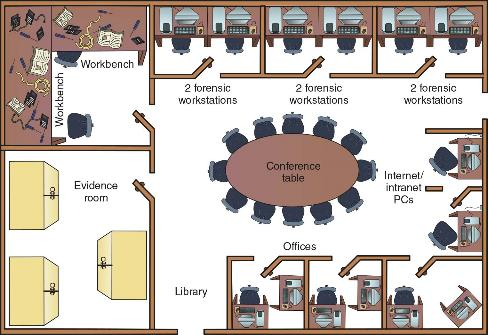 Workbench
Workbench
2 forensic
workstations
2 forensic
workstations
2 forensic
workstations
Conference
table
Internet/
intranet
PCs
Evidence
room
Offices
Library